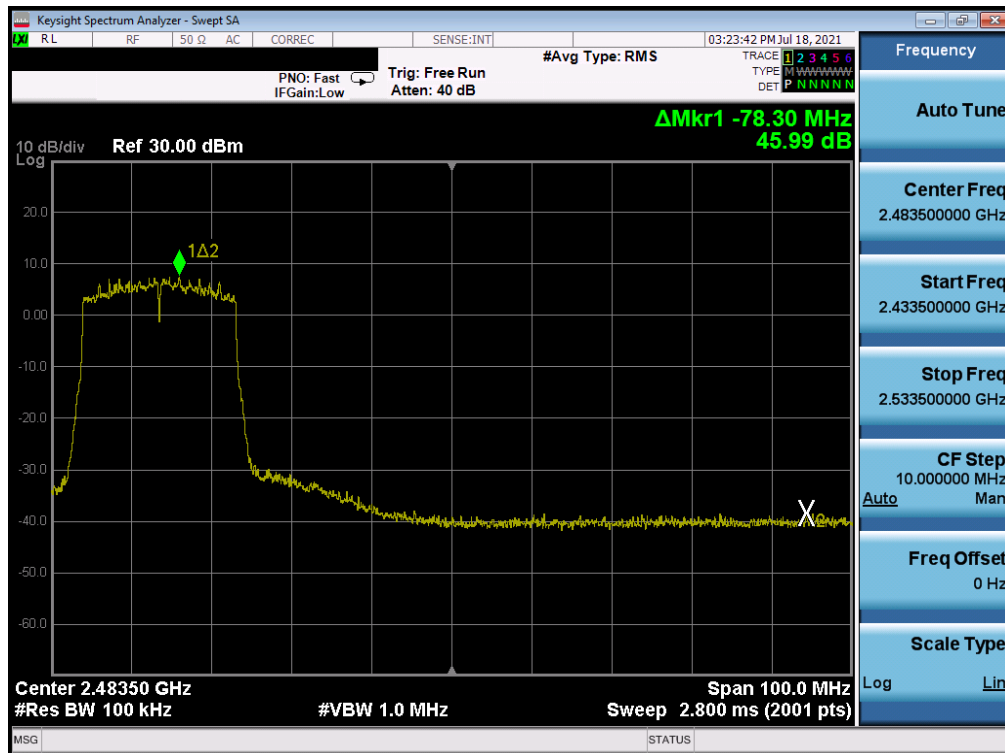 Keysight Spectrum Analyzer - Swept SA
LXI RL RF 50 Ω AC CORREC SENSE:INT 03:23:42 PM Jul 18, 2021
#Avg Type: RMS TRACE 1 2 3 4 5 6
PNO: Fast Trig: Free Run TYPE M WWWWW
IFGain:Low Atten: 40 dB DET P N N N N N
ΔMkr1 -78.30 MHz
45.99 dB
10 dB/div Ref 30.00 dBm
Log
20.0
1Δ2
10.0
0.00
-10.0
-20.0
-30.0
-40.0
X
-50.0
-60.0
Center 2.48350 GHz Span 100.0 MHz
#Res BW 100 kHz #VBW 1.0 MHz Sweep 2.800 ms (2001 pts)
MSG STATUS
Frequency
Auto Tune
Center Freq
2.483500000 GHz
Start Freq
2.433500000 GHz
Stop Freq
2.533500000 GHz
CF Step
10.000000 MHz
Auto Man
Freq Offset
0 Hz
Scale Type
Log Lin